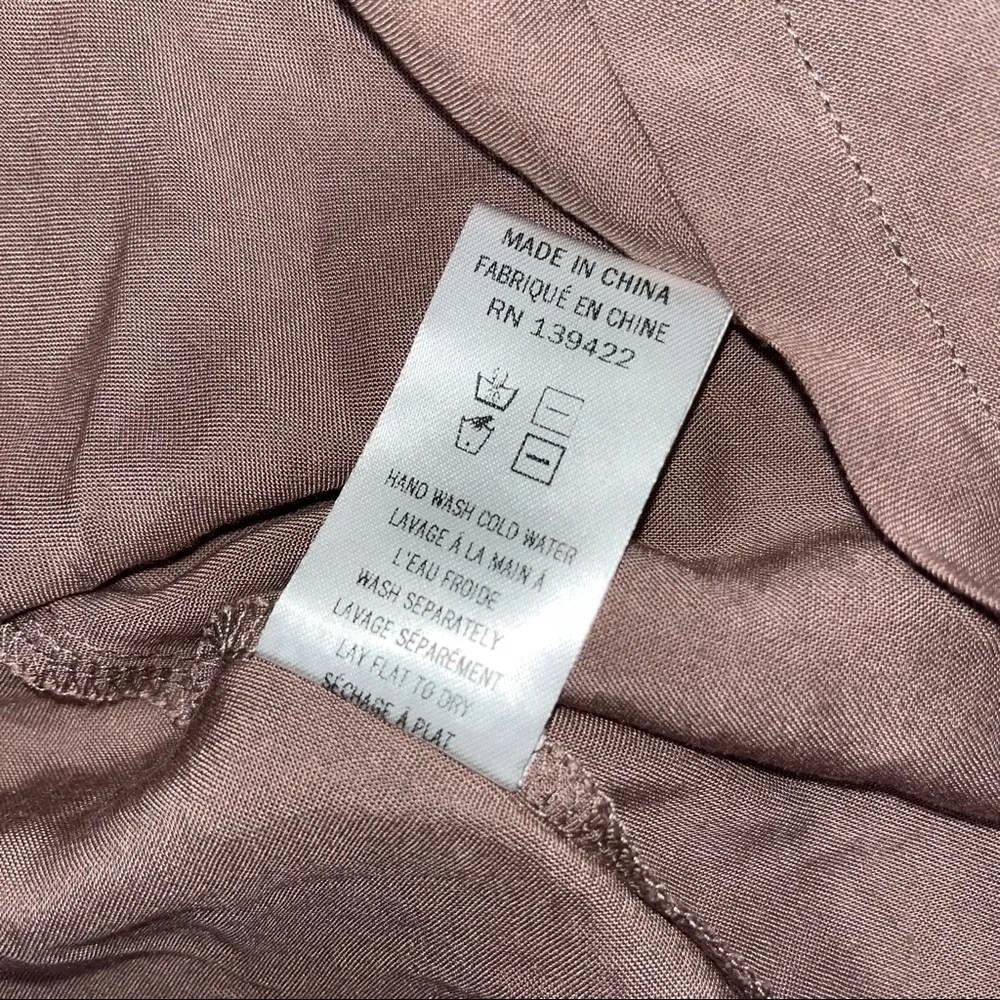 MADE IN CHINA
FABRIQUÉ EN CHINE
RN 139422
HAND WASH COLD WATER
LAVAGE À LA MAIN À
L'EAU FROIDE
WASH SEPARATELY
LAVAGE SÉPARÉMENT
LAY FLAT TO DRY
SÉCHAGE À PLAT